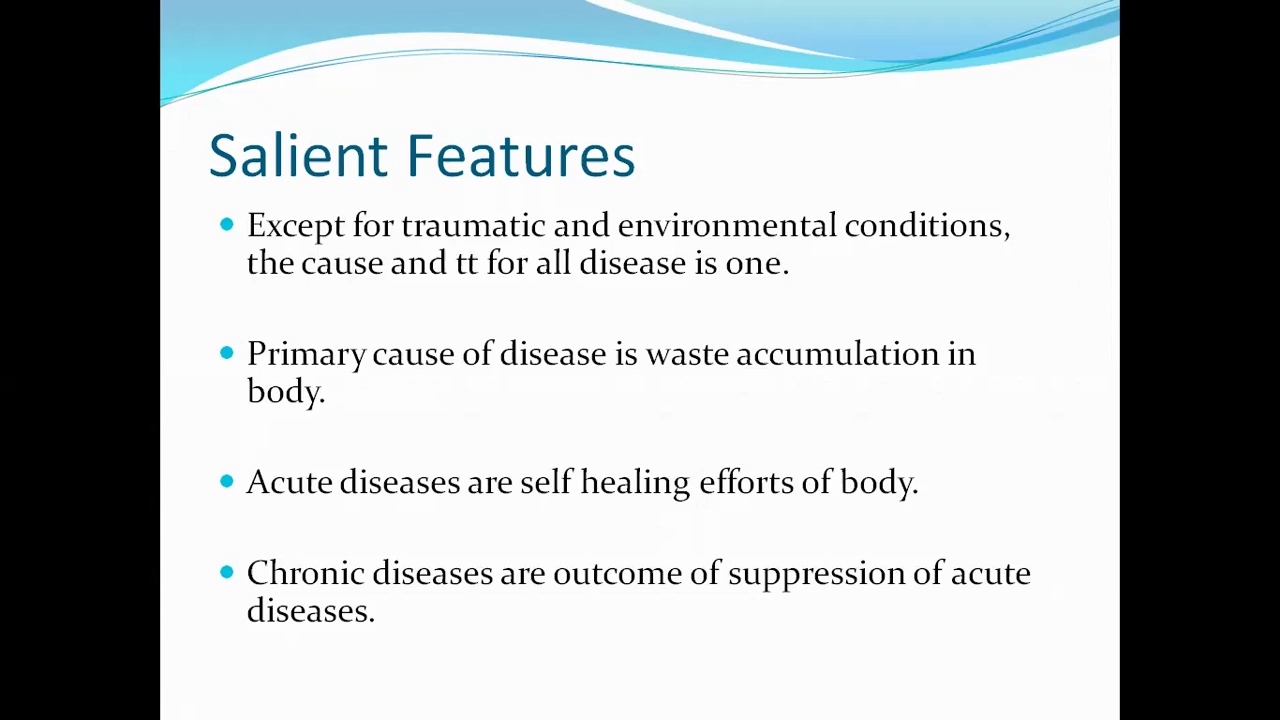 Salient Features
Except for traumatic and environmental conditions,
the cause and tt for all disease is one.
Primary cause of disease is waste accumulation in
body.
Acute diseases are self healing efforts of body.
Chronic diseases are outcome of suppression of acute
diseases.